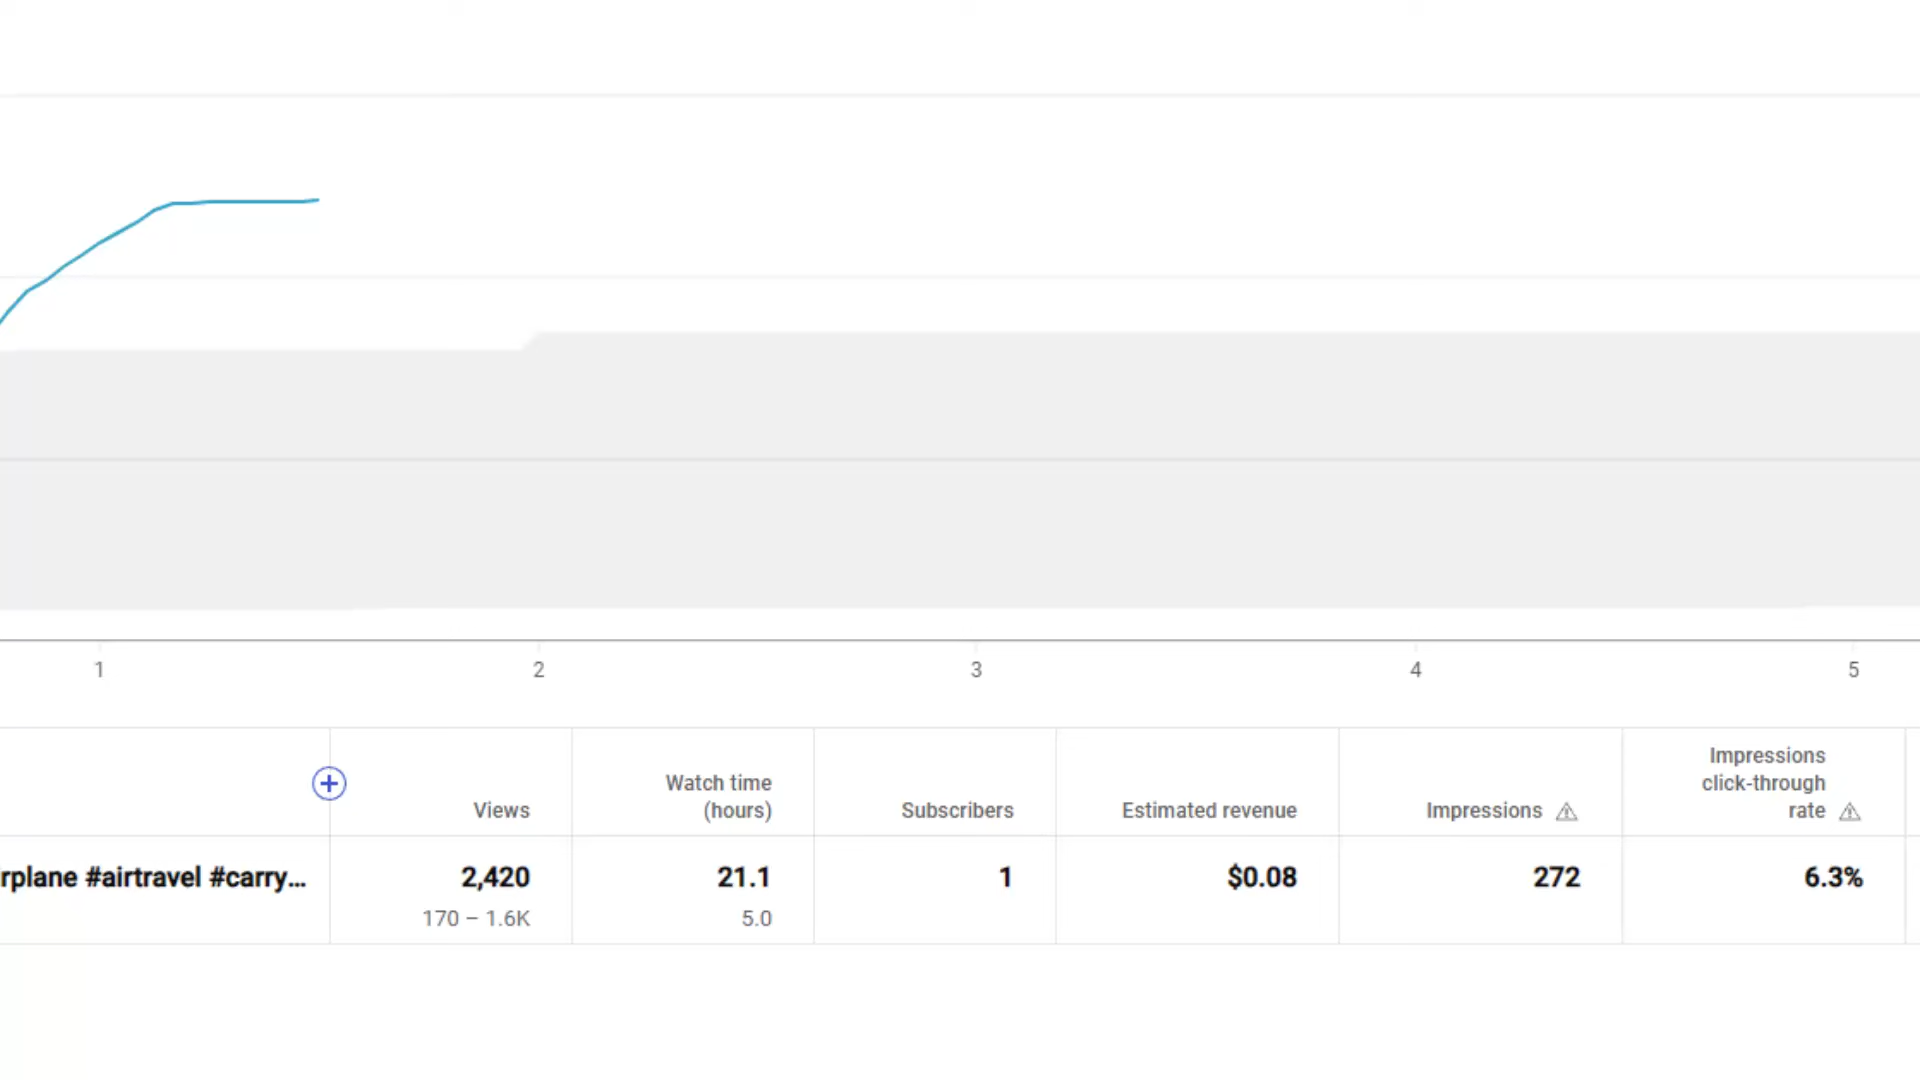 1 2 3 4 5
Views
Watch time
(hours)
Subscribers
Estimated revenue
Impressions
Impressions
click-through
rate
rplane #airtravel #carry...
2,420
170 – 1.6K
21.1
5.0
1
$0.08
272
6.3%